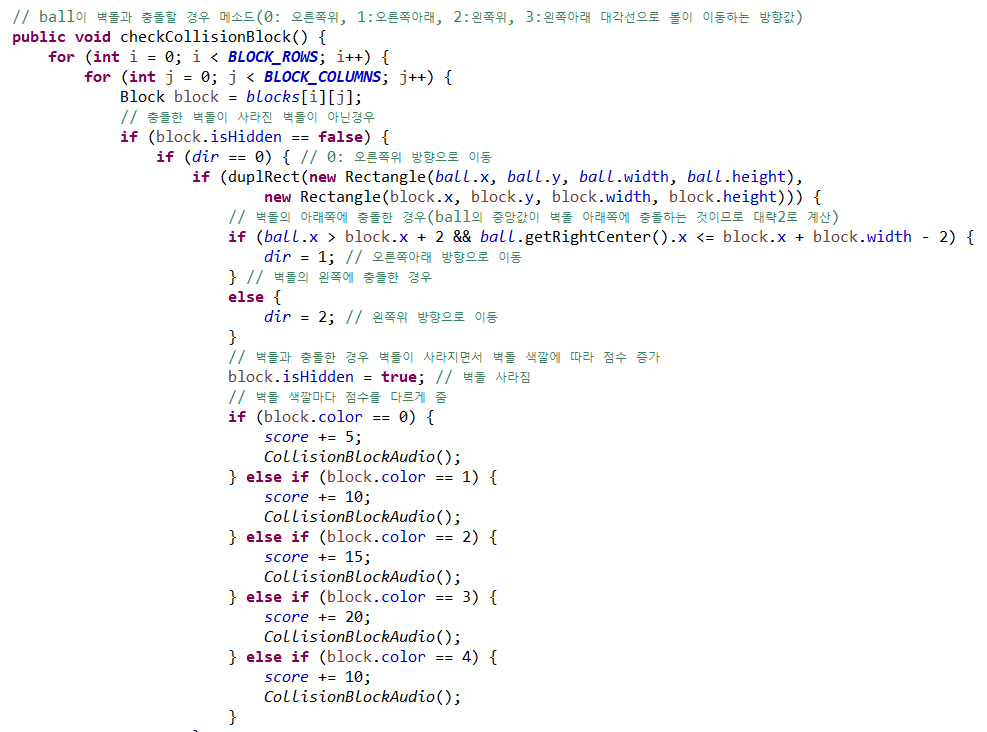 // ball이 벽돌과 충돌할 경우 메소드(0: 오른쪽위, 1:오른쪽아래, 2:왼쪽위, 3:왼쪽아래 대각선으로 볼이 이동하는 방향값)
public void checkCollisionBlock() {
for (int i = 0; i < BLOCK_ROWS; i++) {
for (int j = 0; j < BLOCK_COLUMNS; j++) {
Block block = blocks[i][j];
// 충돌한 벽돌이 사라진 벽돌이 아닌경우
if (block.isHidden == false) {
if (dir == 0) { // 0: 오른쪽위 방향으로 이동
if (duplRect(new Rectangle(ball.x, ball.y, ball.width, ball.height),
new Rectangle(block.x, block.y, block.width, block.height))) {
// 벽돌의 아래쪽에 충돌한 경우(ball의 중앙값이 벽돌 아래쪽에 충돌하는 것이므로 대략2로 계산)
if (ball.x > block.x + 2 && ball.getRightCenter().x <= block.x + block.width - 2) {
dir = 1; // 오른쪽아래 방향으로 이동
} // 벽돌의 왼쪽에 충돌한 경우
else {
dir = 2; // 왼쪽위 방향으로 이동
}
// 벽돌과 충돌한 경우 벽돌이 사라지면서 벽돌 색깔에 따라 점수 증가
block.isHidden = true; // 벽돌 사라짐
// 벽돌 색깔마다 점수를 다르게 줌
if (block.color == 0) {
score += 5;
CollisionBlockAudio();
} else if (block.color == 1) {
score += 10;
CollisionBlockAudio();
} else if (block.color == 2) {
score += 15;
CollisionBlockAudio();
} else if (block.color == 3) {
score += 20;
CollisionBlockAudio();
} else if (block.color == 4) {
score += 10;
CollisionBlockAudio();
}